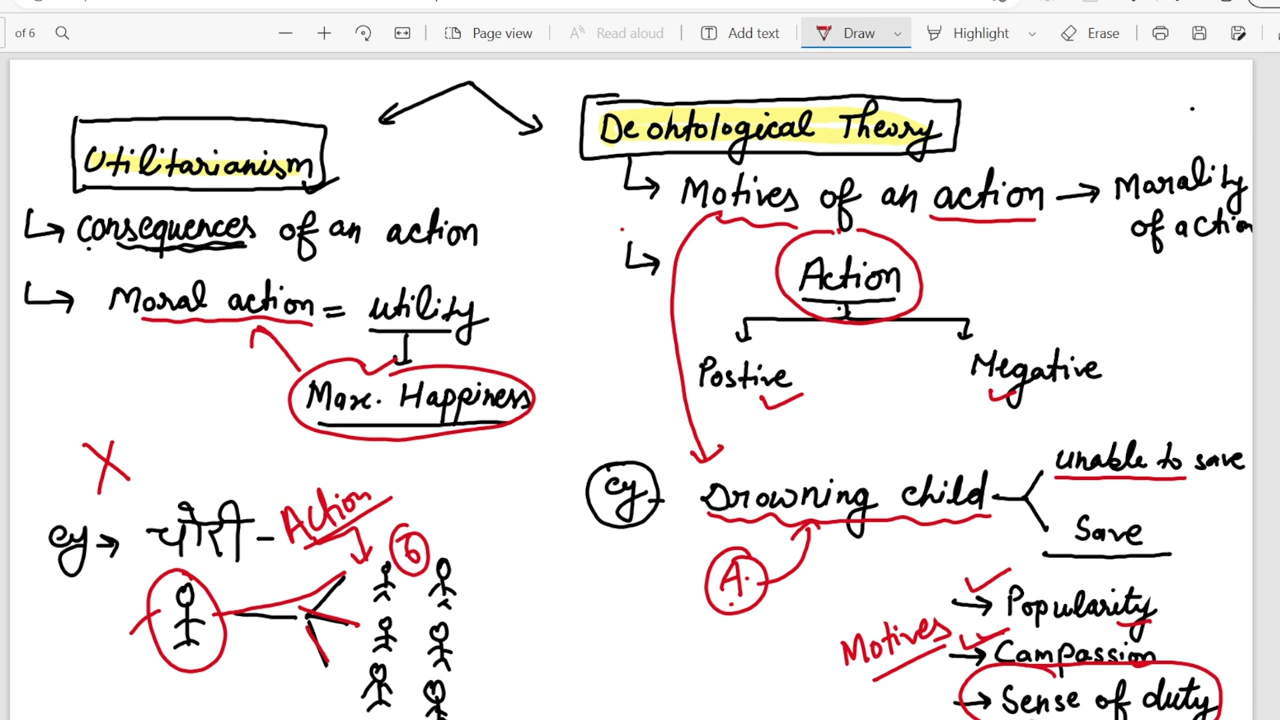 of 6
Page view
Read aloud
Add text
Draw
Highlight
Erase
Utilitarianism
consequences of an action
Moral action = utility
Max. Happiness
eg → चोरी - Action
6
Deontological Theory
Motives of an action → Morality
of action
Action
Postive
Negative
eg - Drowning child
unable to save
Save
A.
Motives
→ Popularity
→ Campassion
→ Sense of duty